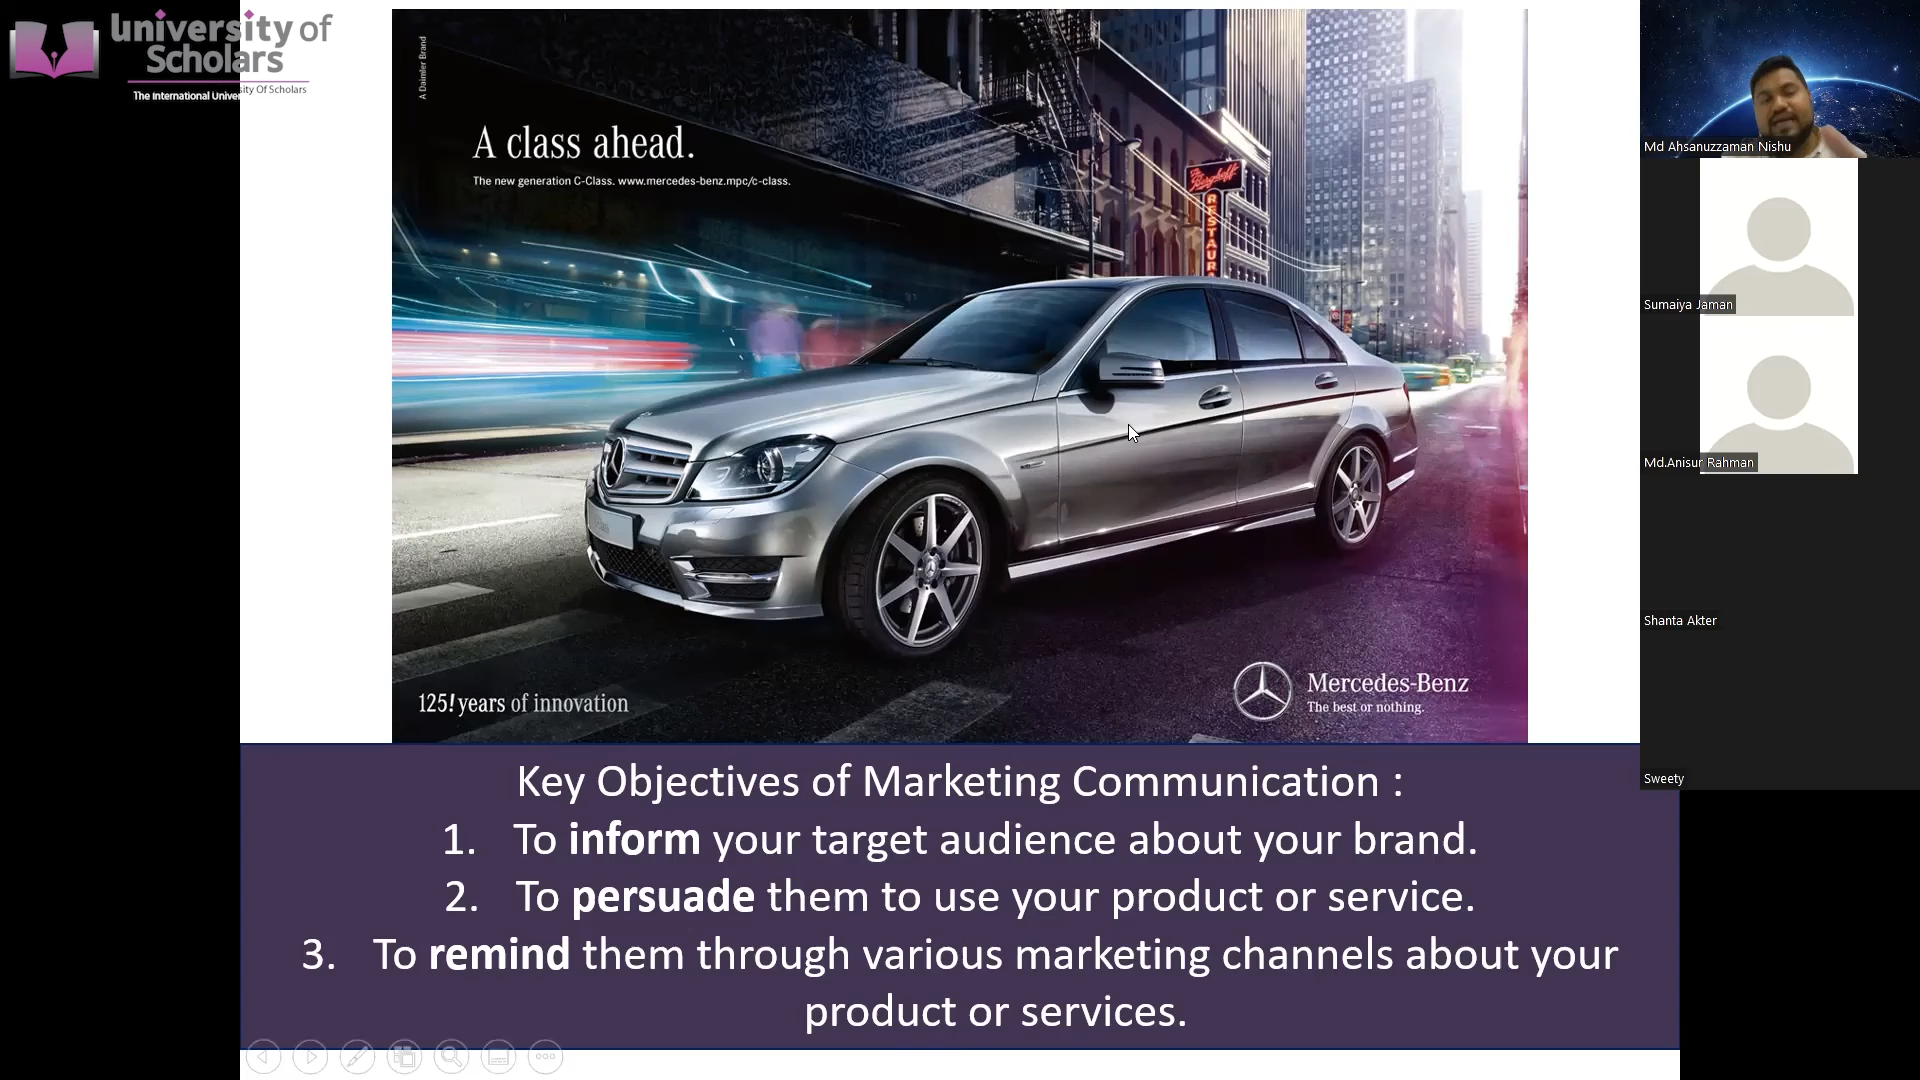 University of
Scholars
The International University Of Scholars
A Daimler Brand
A class ahead.
The new generation C-Class. www.mercedes-benz.mpc/c-class.
The Berghoff
RESTAUR
125! years of innovation
Mercedes-Benz
The best or nothing.
Key Objectives of Marketing Communication :
1. To inform your target audience about your brand.
2. To persuade them to use your product or service.
3. To remind them through various marketing channels about your
product or services.
Md Ahsanuzzaman Nishu
Sumaiya Jaman
Md.Anisur Rahman
Shanta Akter
Sweety